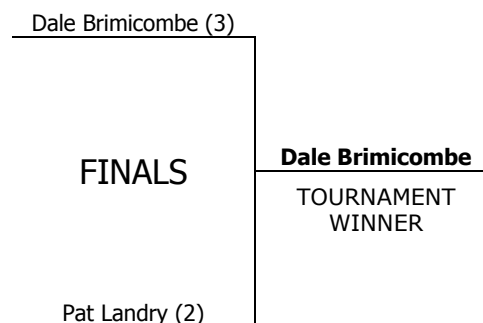 Dale Brimicombe (3)
FINALS
Dale Brimicombe
TOURNAMENT
WINNER
Pat Landry (2)